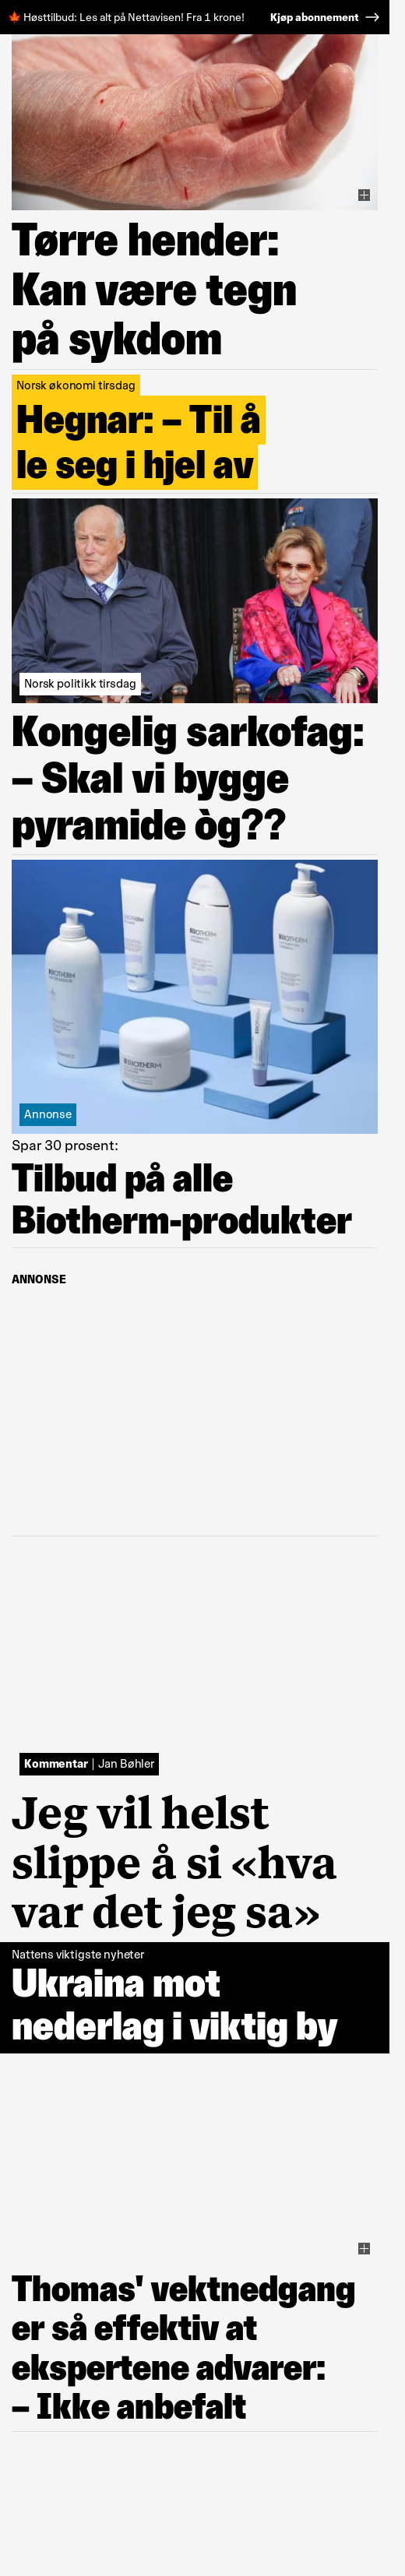 Høsttilbud: Les alt på Nettavisen! Fra 1 krone! Kjøp abonnement
Tørre hender:
Kan være tegn
på sykdom
Norsk økonomi tirsdag
Hegnar: – Til å
le seg i hjel av
Norsk politikk tirsdag
Kongelig sarkofag:
– Skal vi bygge
pyramide òg??
BIOTHERM
BIOTHERM
BIOTHERM
BIOTHERM
BIOTHERM
Annonse
Spar 30 prosent:
Tilbud på alle
Biotherm-produkter
ANNONSE
Kommentar | Jan Bøhler
Jeg vil helst
slippe å si «hva
var det jeg sa»
Nattens viktigste nyheter
Ukraina mot
nederlag i viktig by
Thomas' vektnedgang
er så effektiv at
ekspertene advarer:
– Ikke anbefalt